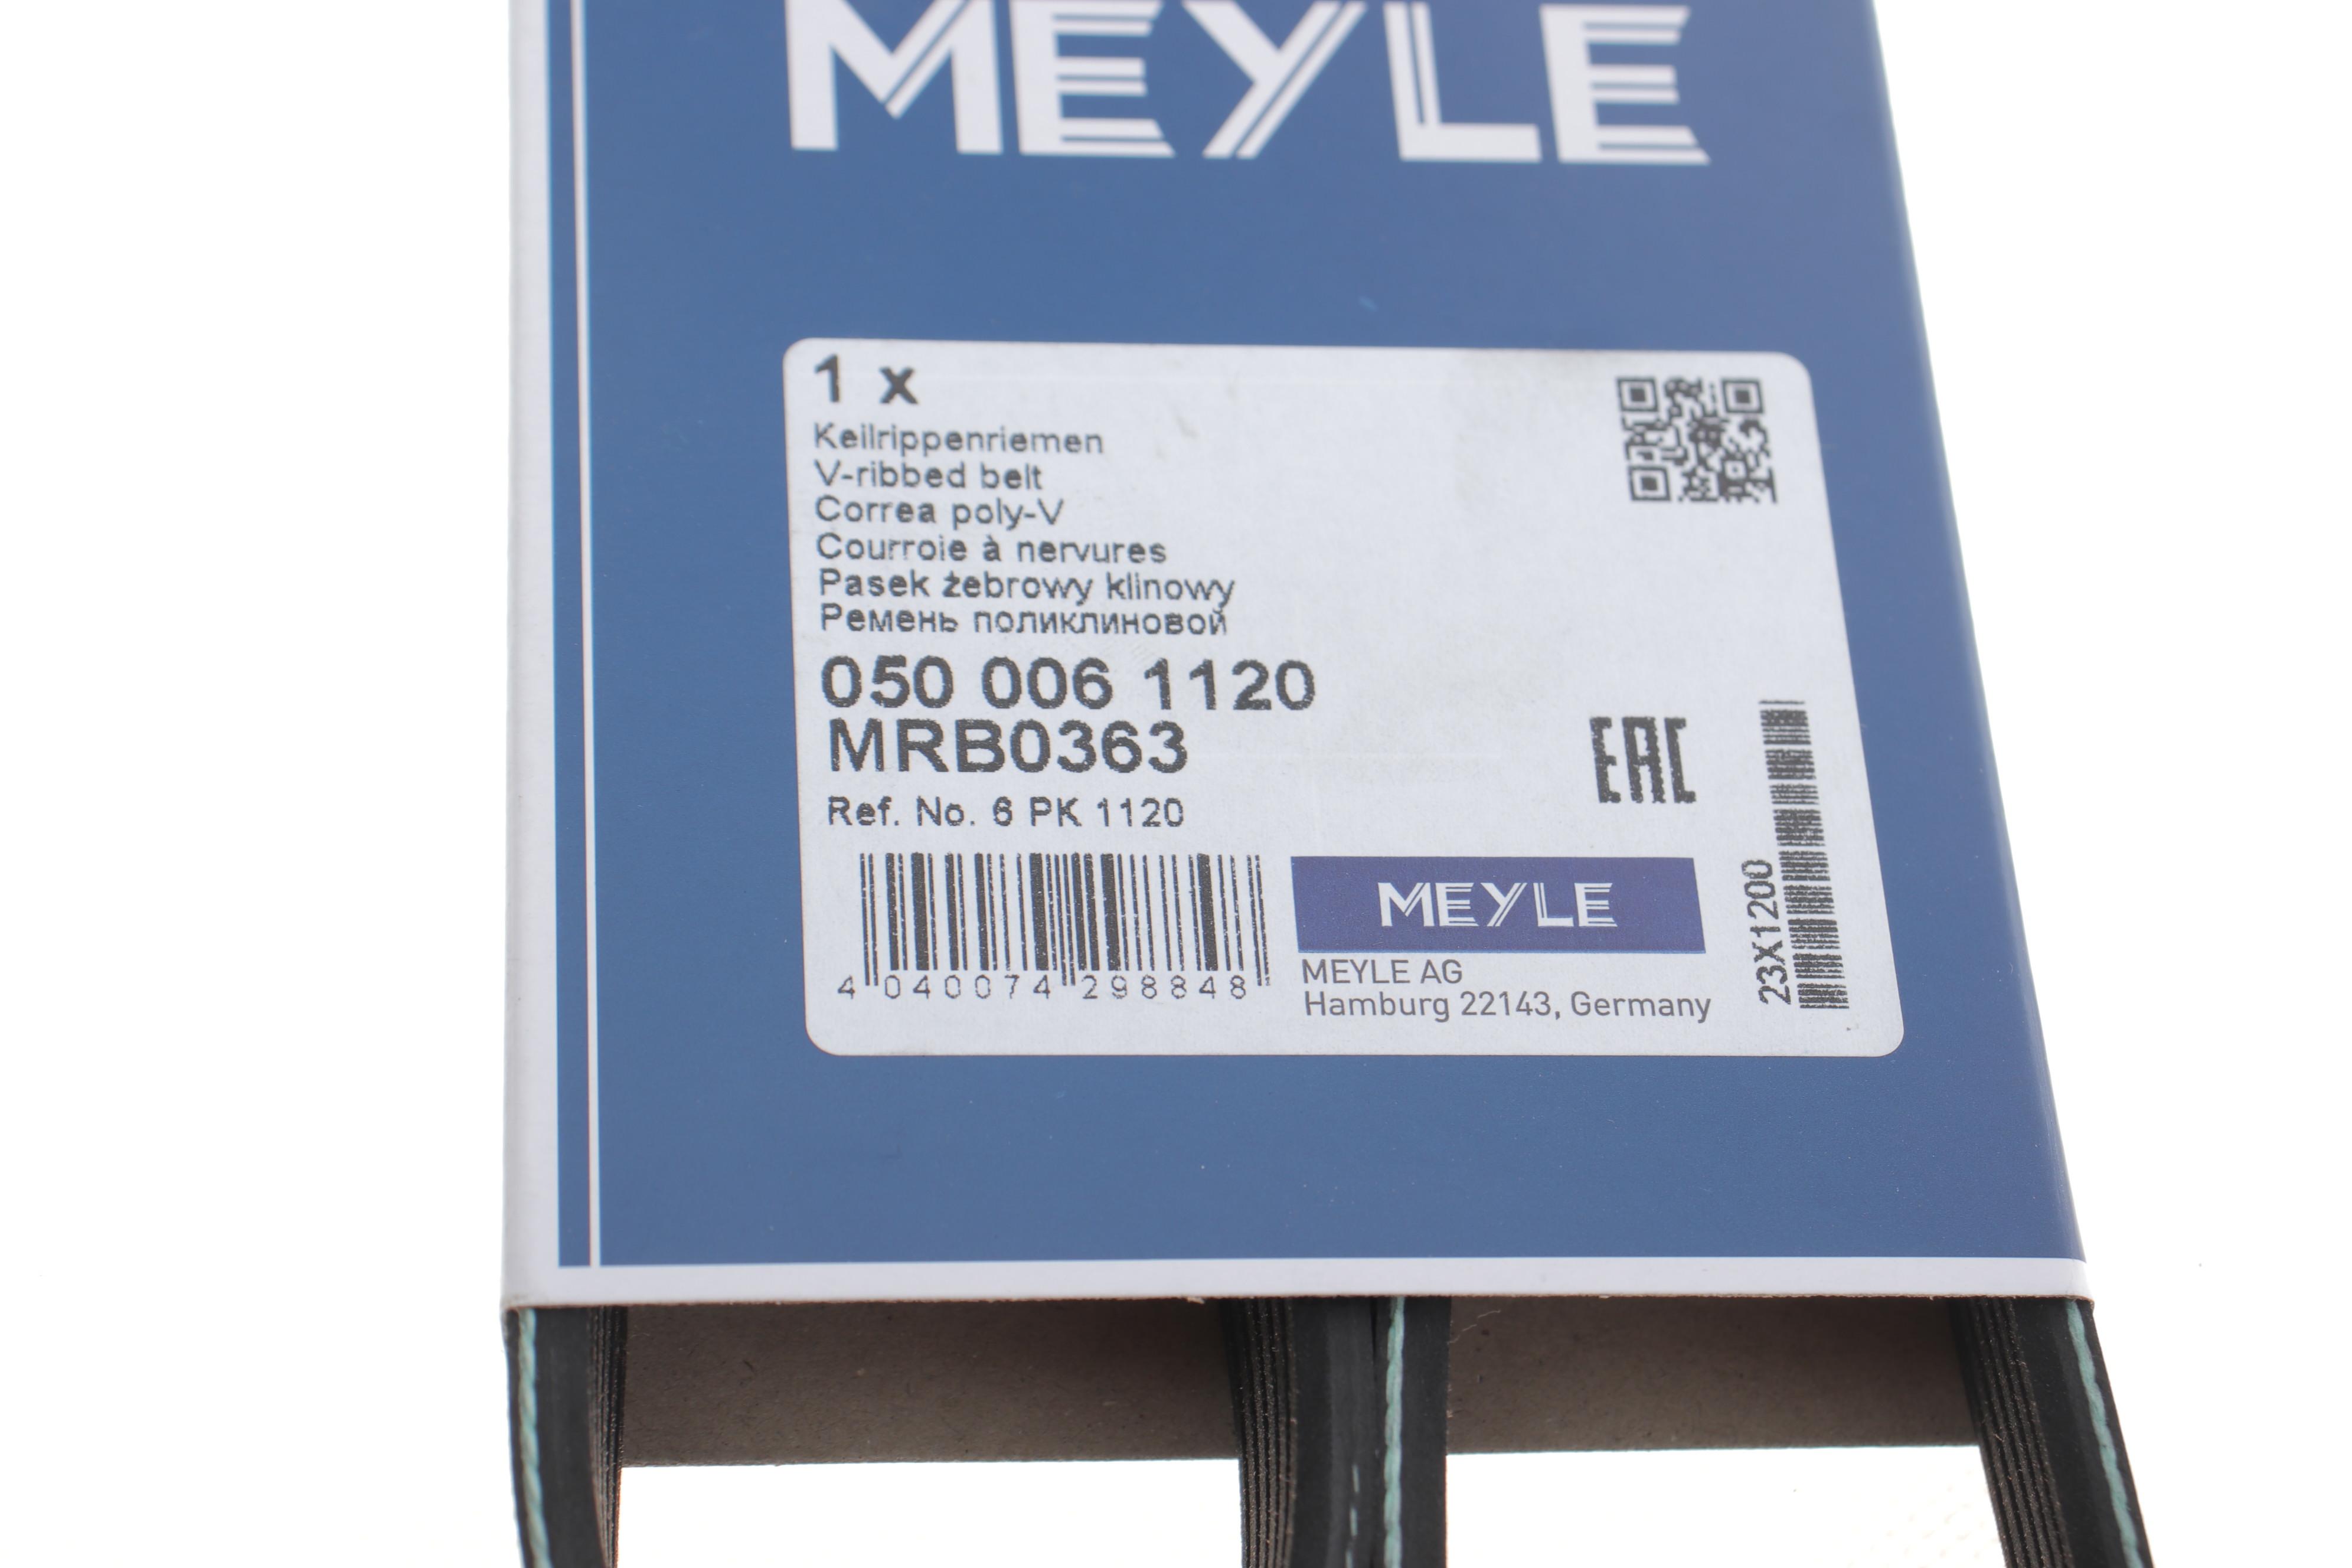 MEYLE
1 x
Keilrippenriemen
V-ribbed belt
Correa poly-V
Courroie à nervures
Pasek żebrowy klinowy
Ремень поликлиновой
050 006 1120
MRB0363
Ref. No. 6 PK 1120
EAC
23X1200
4 040074 298848
MEYLE
MEYLE AG
Hamburg 22143, Germany